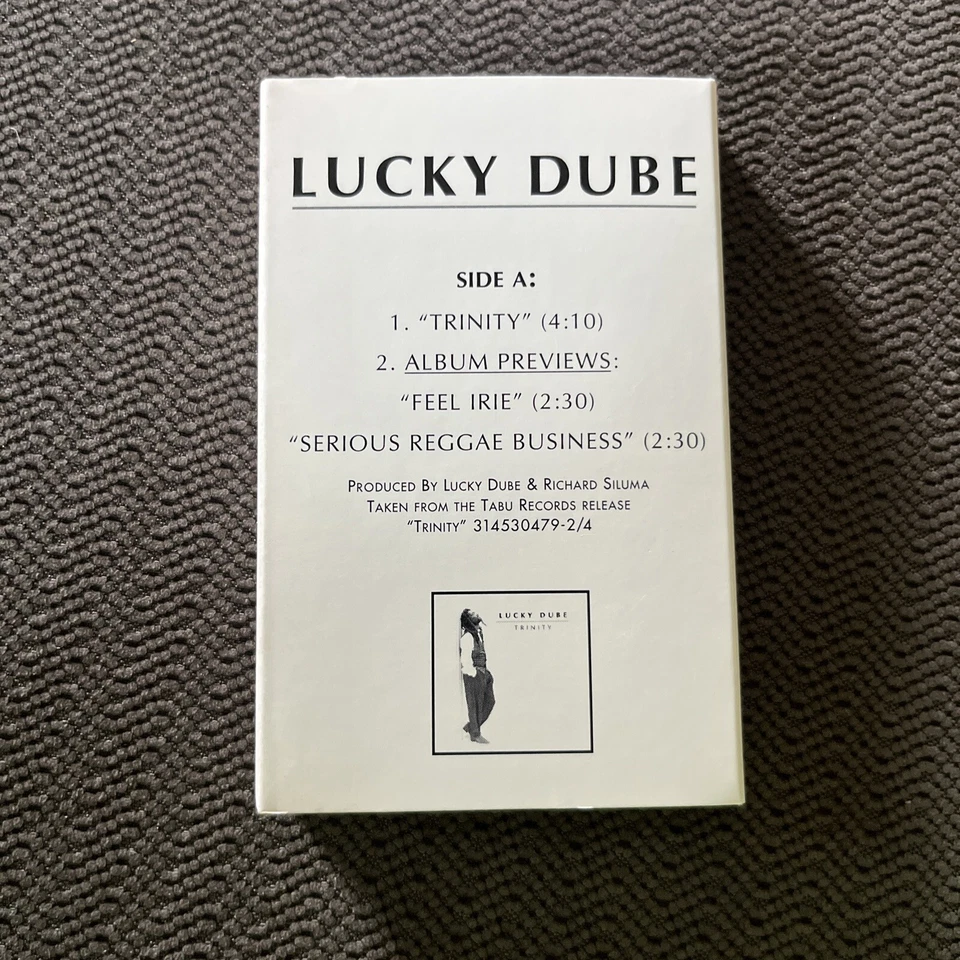 LUCKY DUBE
SIDE A:
1. “TRINITY” (4:10)
2. ALBUM PREVIEWS:
“FEEL IRIE” (2:30)
“SERIOUS REGGAE BUSINESS” (2:30)
PRODUCED BY LUCKY DUBE & RICHARD SILUMA
TAKEN FROM THE TABU RECORDS RELEASE
“TRINITY” 314530479-2/4
LUCKY DUBE
TRINITY